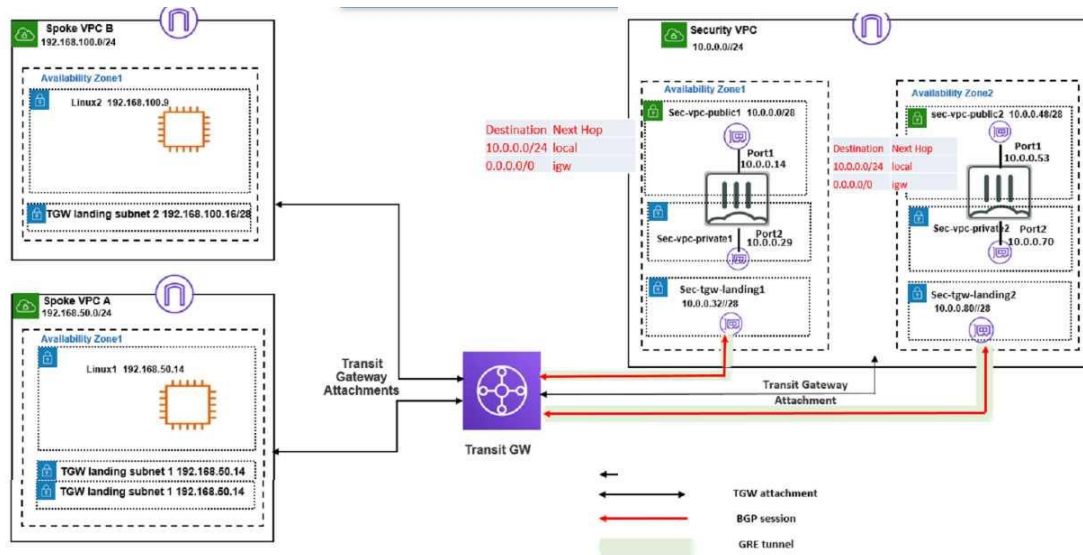 Spoke VPC B
192.168.100.0/24
Availability Zone1
Linux2 192.168.100.9
TGW landing subnet 2 192.168.100.16/28
Spoke VPC A
192.168.50.0/24
Availability Zone1
Linux1 192.168.50.14
TGW landing subnet 1 192.168.50.14
TGW landing subnet 1 192.168.50.14
Transit
Gateway
Attachments
Transit GW
Destination Next Hop
10.0.0.0/24 local
0.0.0.0/0 igw
Security VPC
10.0.0.0//24
Availability Zone1
Sec-vpc-public1 10.0.0.0/28
Port1
10.0.0.14
Sec-vpc-private1
Port2
10.0.0.29
Sec-tgw-landing1
10.0.0.32//28
Destination Next Hop
10.0.0.0/24 local
0.0.0.0/0 igw
Availability Zone2
sec-vpc-public2 10.0.0.48/28
Port1
10.0.0.53
Sec-vpc-private2
Port2
10.0.0.70
Sec-tgw-landing2
10.0.0.80//28
Transit Gateway
Attachment
TGW attachment
BGP session
GRE tunnel